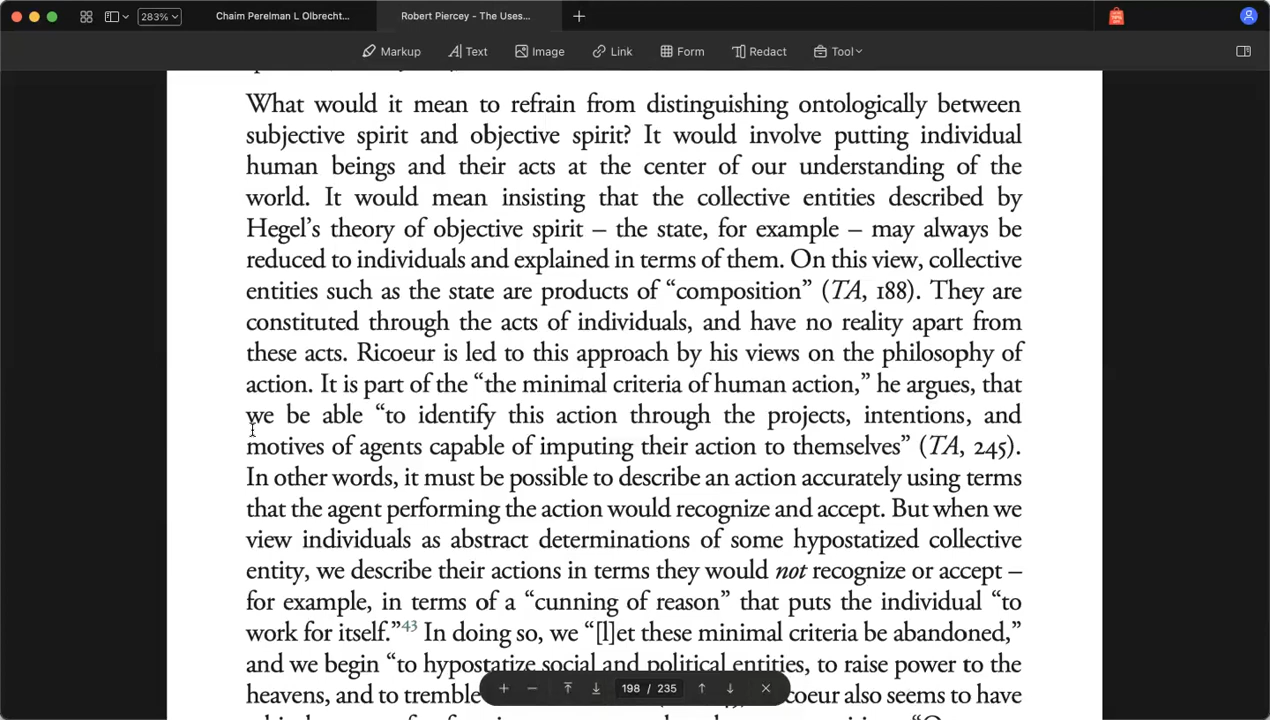 283%
Chaim Perelman L Olbrecht...
Robert Piercey - The Uses...
Markup
Text
Image
Link
Form
Redact
Tool
What would it mean to refrain from distinguishing ontologically between
subjective spirit and objective spirit? It would involve putting individual
human beings and their acts at the center of our understanding of the
world. It would mean insisting that the collective entities described by
Hegel’s theory of objective spirit – the state, for example – may always be
reduced to individuals and explained in terms of them. On this view, collective
entities such as the state are products of “composition” (TA, 188). They are
constituted through the acts of individuals, and have no reality apart from
these acts. Ricoeur is led to this approach by his views on the philosophy of
action. It is part of the “the minimal criteria of human action,” he argues, that
we be able “to identify this action through the projects, intentions, and
motives of agents capable of imputing their action to themselves” (TA, 245).
In other words, it must be possible to describe an action accurately using terms
that the agent performing the action would recognize and accept. But when we
view individuals as abstract determinations of some hypostatized collective
entity, we describe their actions in terms they would not recognize or accept –
for example, in terms of a “cunning of reason” that puts the individual “to
work for itself.”43 In doing so, we “[l]et these minimal criteria be abandoned,”
and we begin “to hypostatize social and political entities, to raise power to the
heavens, and to tremble
coeur also seems to have
198 / 235